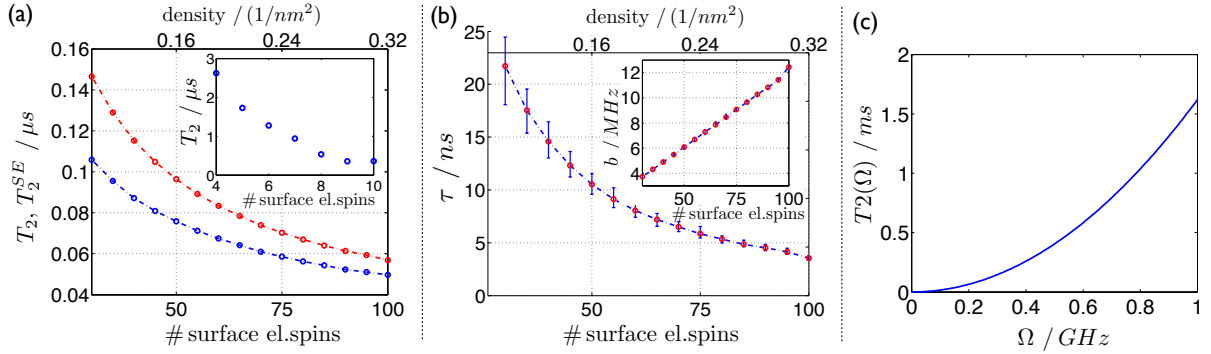 (a)
density / (1/nm²)
0.16 0.24 0.32
0.16
0.14
0.12
0.1
0.08
0.06
0.04
T₂, T₂^SE / μs
50 75 100
# surface el.spins
3
2
1
0
T₂ / μs
4 6 8 10
# surface el.spins
(b)
density / (1/nm²)
0.16 0.24 0.32
25
20
15
10
5
0
τ / ns
50 75 100
# surface el.spins
12
10
8
6
4
b / MHz
50 75 100
# surface el.spins
(c)
2
1.5
1
0.5
0
T2(Ω) / ms
0 0.2 0.4 0.6 0.8 1
Ω / GHz